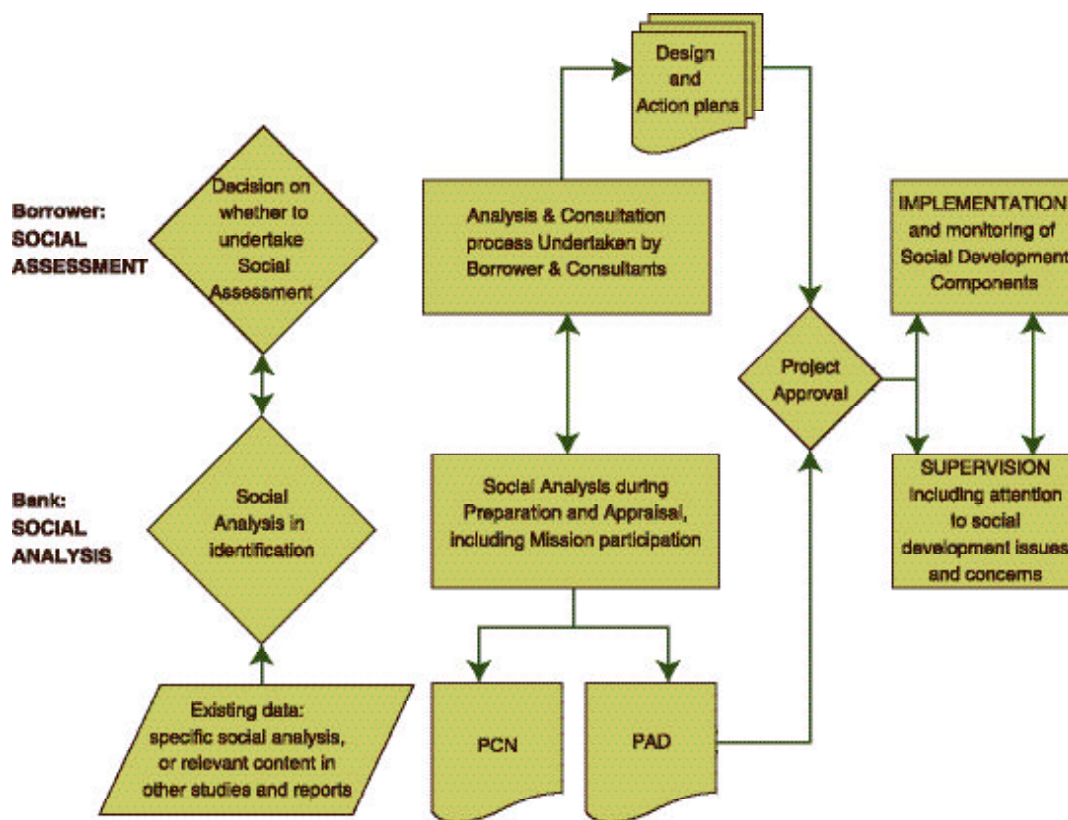 Design
and
Action plans
Borrower:
SOCIAL
ASSESSMENT
Decision on
whether to
undertake
Social
Assessment
Analysis & Consultation
process Undertaken by
Borrower & Consultants
IMPLEMENTATION
and monitoring of
Social Development
Components
Project
Approval
Bank:
SOCIAL
ANALYSIS
Social
Analysis in
identification
Social Analysis during
Preparation and Appraisal,
including Mission participation
SUPERVISION
Including attention
to social
development issues
and concerns
Existing data:
specific social analysis,
or relevant content in
other studies and reports
PCN
PAD